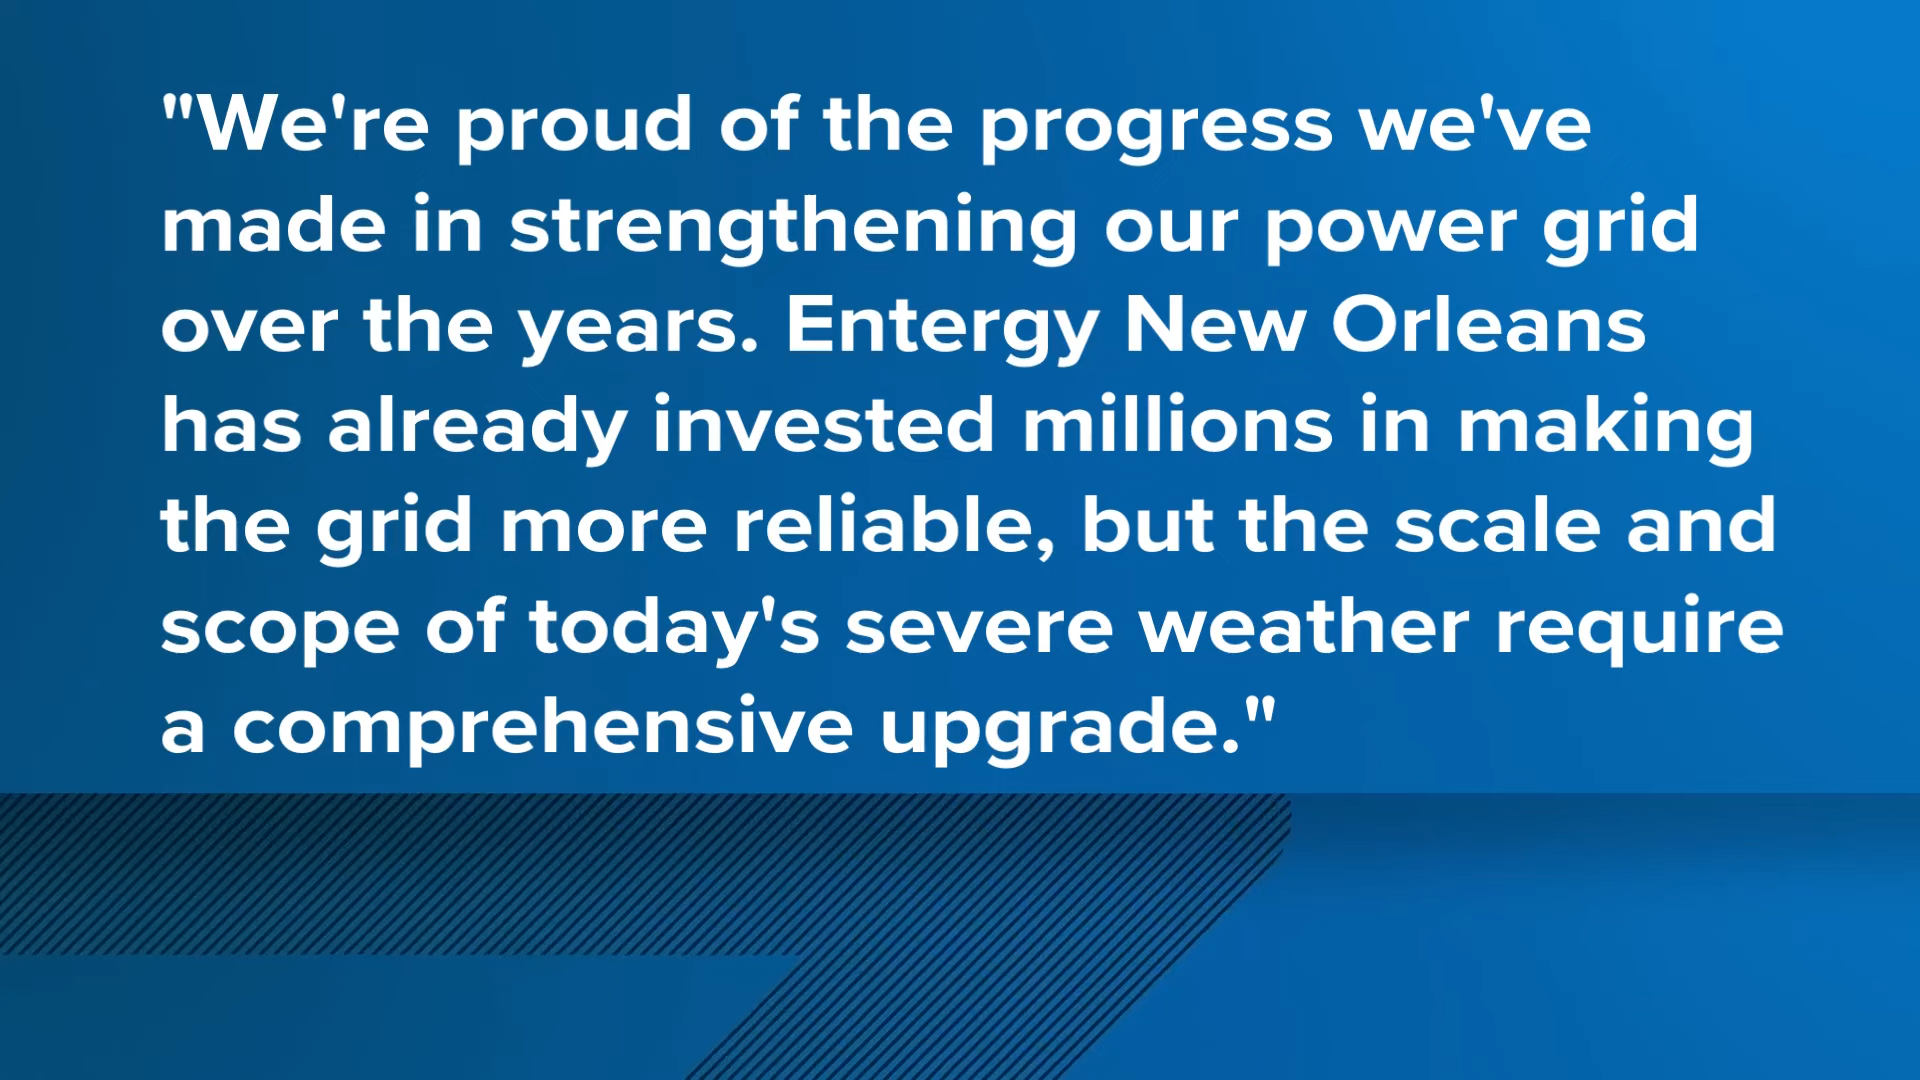 "We're proud of the progress we've
made in strengthening our power grid
over the years. Entergy New Orleans
has already invested millions in making
the grid more reliable, but the scale and
scope of today's severe weather require
a comprehensive upgrade."